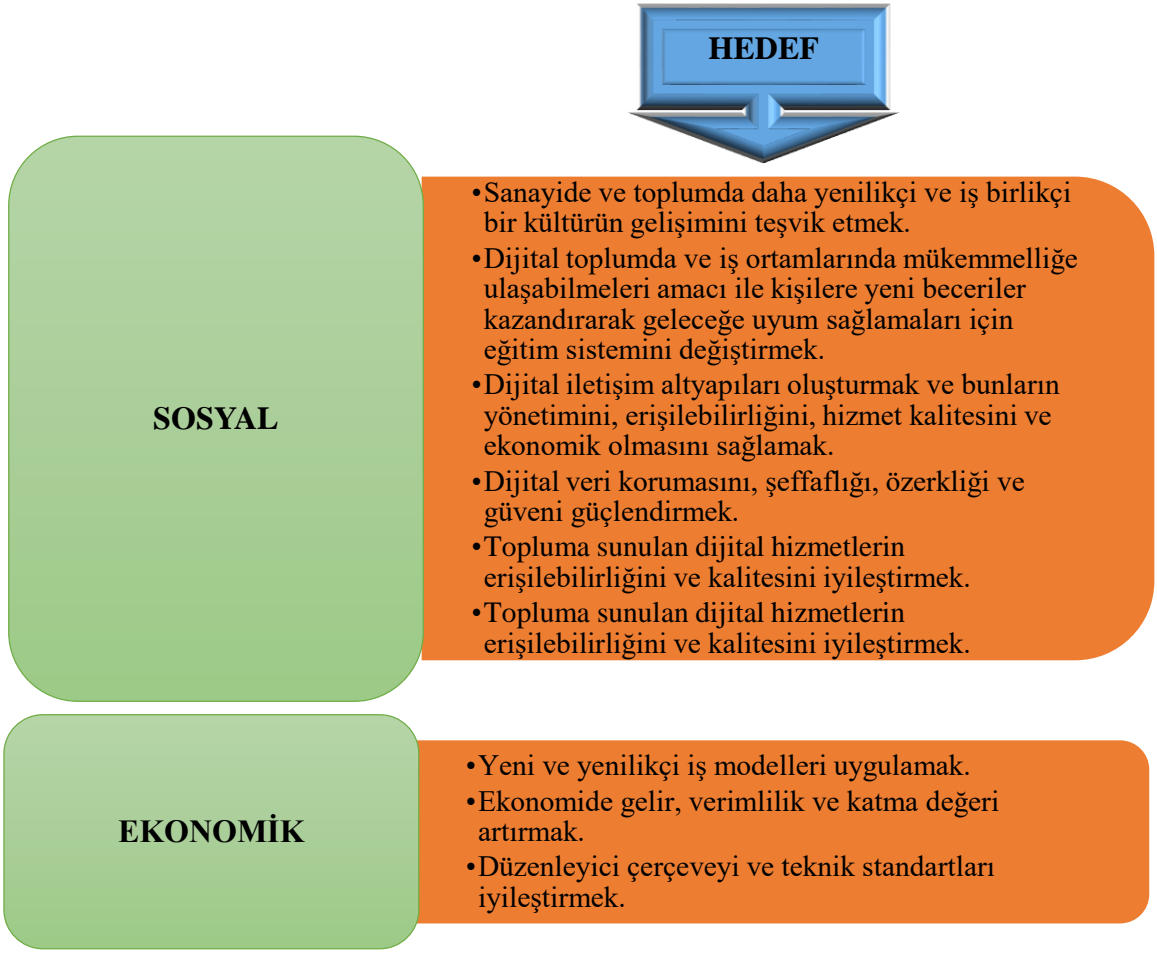 HEDEF
SOSYAL
•Sanayide ve toplumda daha yenilikçi ve iş birlikçi
bir kültürün gelişimini teşvik etmek.
•Dijital toplumda ve iş ortamlarında mükemmelliğe
ulaşabilmeleri amacı ile kişilere yeni beceriler
kazandırarak geleceğe uyum sağlamaları için
eğitim sistemini değiştirmek.
•Dijital iletişim altyapıları oluşturmak ve bunların
yönetimini, erişilebilirliğini, hizmet kalitesini ve
ekonomik olmasını sağlamak.
•Dijital veri korumasını, şeffaflığı, özerkliği ve
güveni güçlendirmek.
•Topluma sunulan dijital hizmetlerin
erişilebilirliğini ve kalitesini iyileştirmek.
•Topluma sunulan dijital hizmetlerin
erişilebilirliğini ve kalitesini iyileştirmek.
EKONOMİK
•Yeni ve yenilikçi iş modelleri uygulamak.
•Ekonomide gelir, verimlilik ve katma değeri
artırmak.
•Düzenleyici çerçeveyi ve teknik standartları
iyileştirmek.